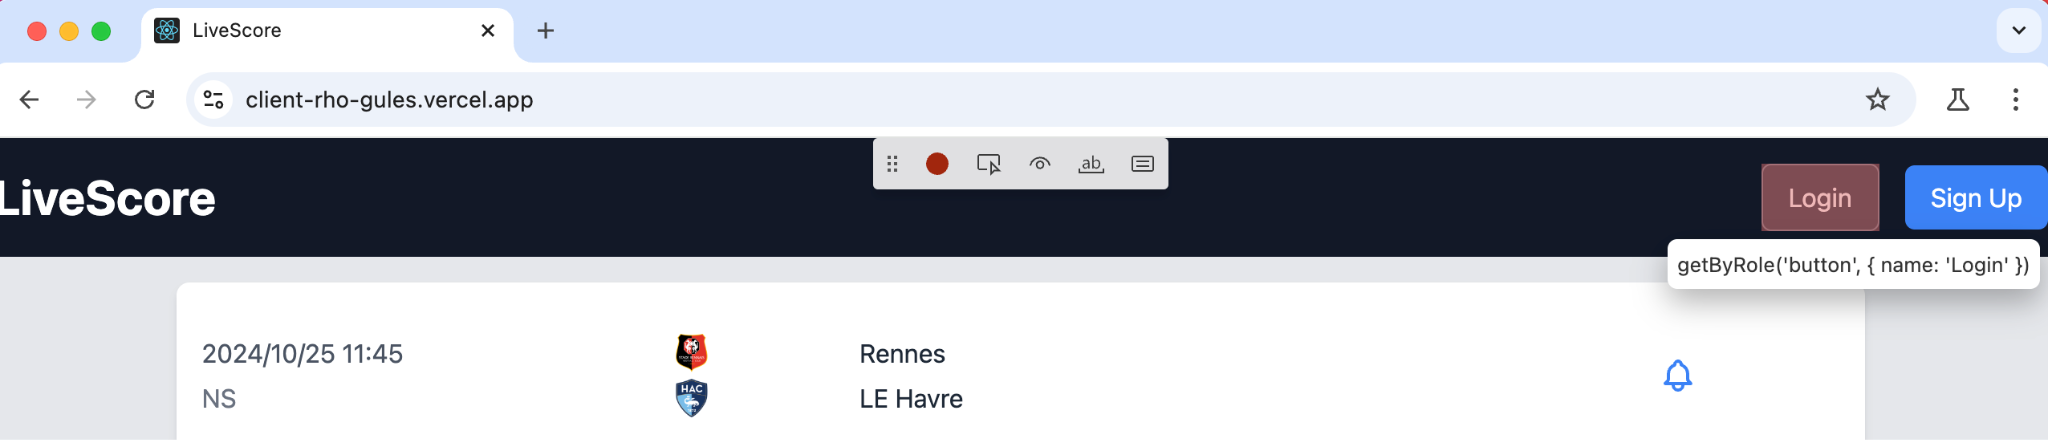 LiveScore
client-rho-gules.vercel.app
ab
LiveScore
Login
Sign Up
getByRole('button', { name: 'Login' })
2024/10/25 11:45
Rennes
NS
HAC
LE Havre